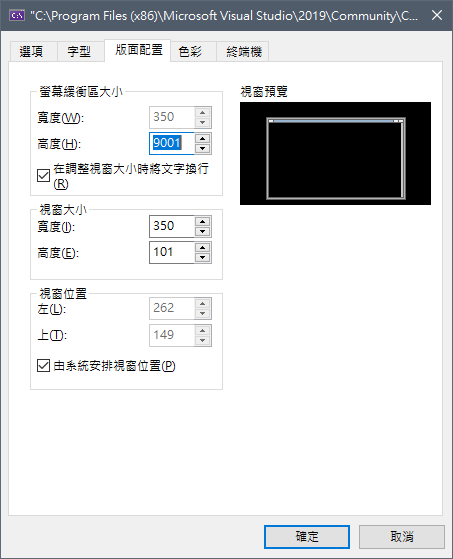 "C:\Program Files (x86)\Microsoft Visual Studio\2019\Community\C...
選項 字型 版面配置 色彩 終端機
螢幕緩衝區大小
寬度(W): 350
高度(H): 9001
在調整視窗大小時將文字換行
(R)
視窗大小
寬度(I): 350
高度(E): 101
視窗位置
左(L): 262
上(T): 149
由系統安排視窗位置(P)
視窗預覽
確定 取消